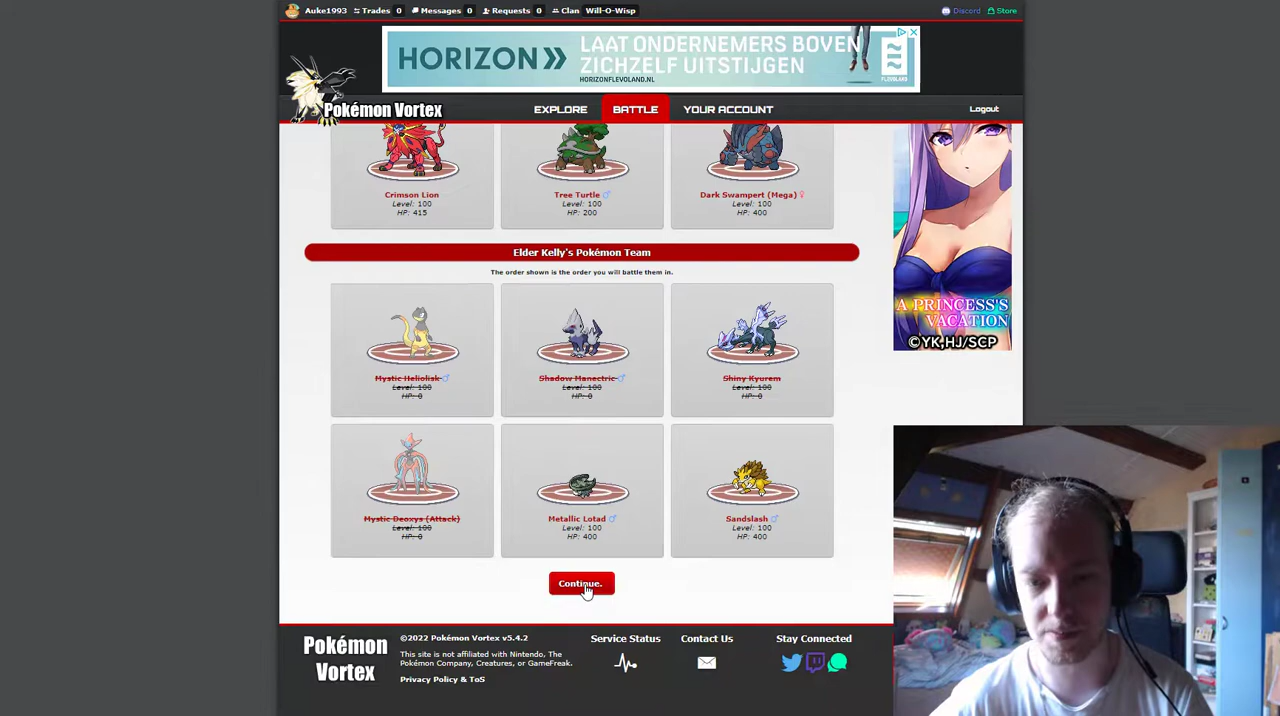 Auke1993 Trades 0 Messages 0 Requests 0 Clan Will-O-Wisp Discord Store
HORIZON LAAT ONDERNEMERS BOVEN
ZICHZELF UITSTIJGEN
HORIZONFLEVOLAND.NL
FLEVOLAND
Pokémon Vortex EXPLORE BATTLE YOUR ACCOUNT Logout
Crimson Lion
Level: 100
HP: 415
Tree Turtle
Level: 100
HP: 200
Dark Swampert (Mega)
Level: 100
HP: 400
Elder Kelly's Pokémon Team
The order shown is the order you will battle them in.
Mystic Heliolisk
Level: 100
HP: 0
Shadow Manectric
Level: 100
HP: 0
Shiny Kyurem
Level: 100
HP: 0
Mystic Deoxys (Attack)
Level: 100
HP: 0
Metallic Lotad
Level: 100
HP: 400
Sandslash
Level: 100
HP: 400
Continue.
A PRINCESS'S
VACATION
©YK,HJ/SCP
Pokémon
Vortex
©2022 Pokémon Vortex v5.4.2
This site is not affiliated with Nintendo, The
Pokémon Company, Creatures, or GameFreak.
Privacy Policy & ToS
Service Status
Contact Us
Stay Connected